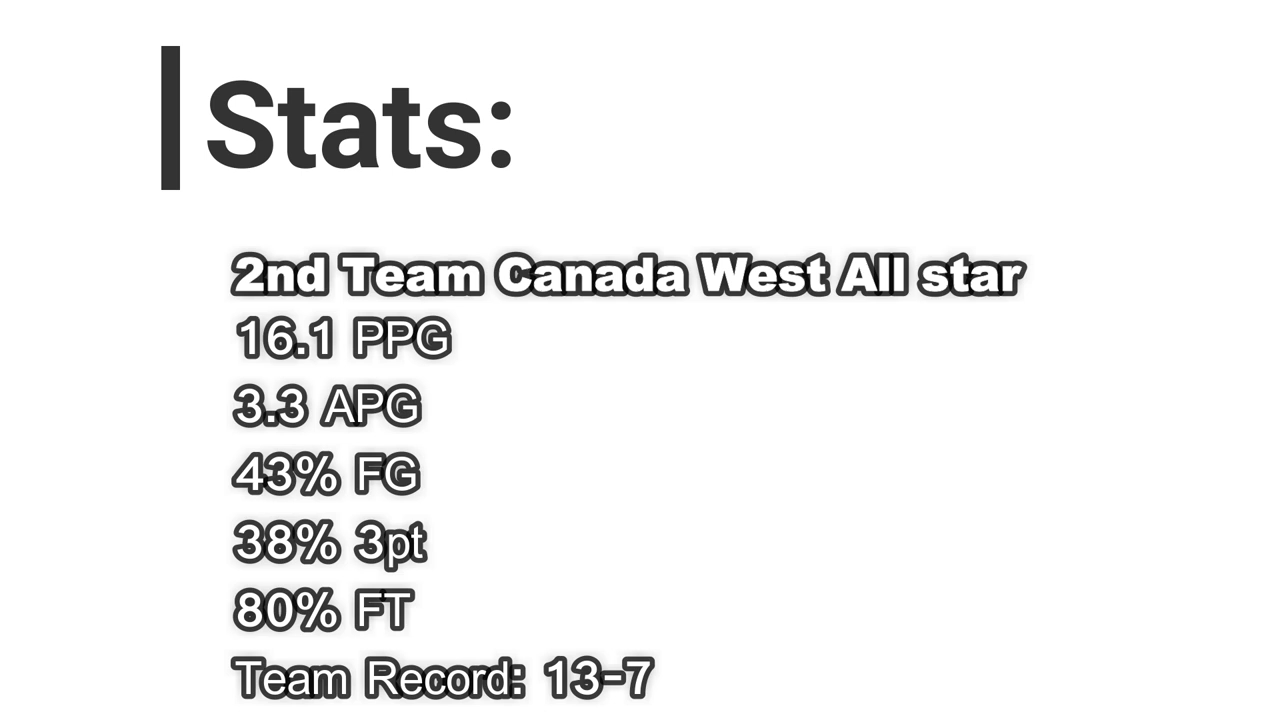 Stats:
2nd Team Canada West All star
16.1 PPG
3.3 APG
43% FG
38% 3pt
80% FT
Team Record: 13-7